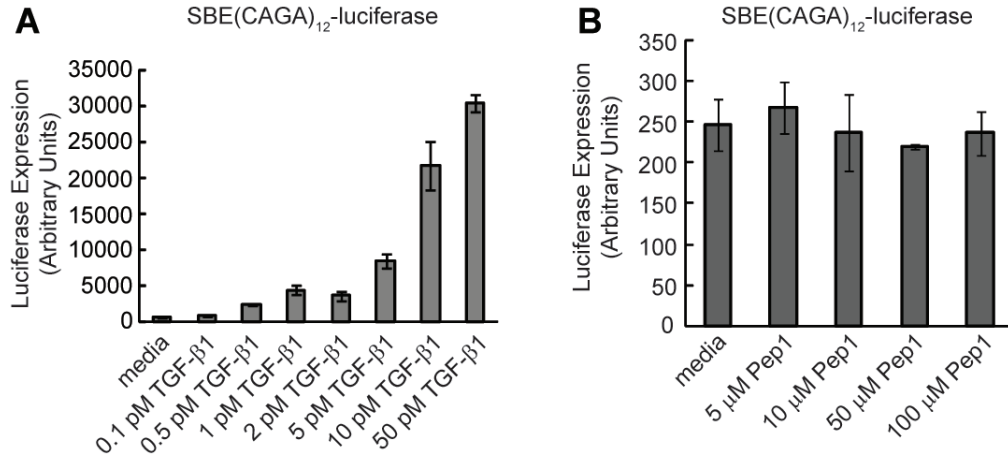 A
SBE(CAGA)12-luciferase
Luciferase Expression
(Arbitrary Units)
35000
30000
25000
20000
15000
10000
5000
0
media
0.1 pM TGF-β1
0.5 pM TGF-β1
1 pM TGF-β1
2 pM TGF-β1
5 pM TGF-β1
10 pM TGF-β1
50 pM TGF-β1
B
SBE(CAGA)12-luciferase
Luciferase Expression
(Arbitrary Units)
350
300
250
200
150
100
50
0
media
5 μM Pep1
10 μM Pep1
50 μM Pep1
100 μM Pep1